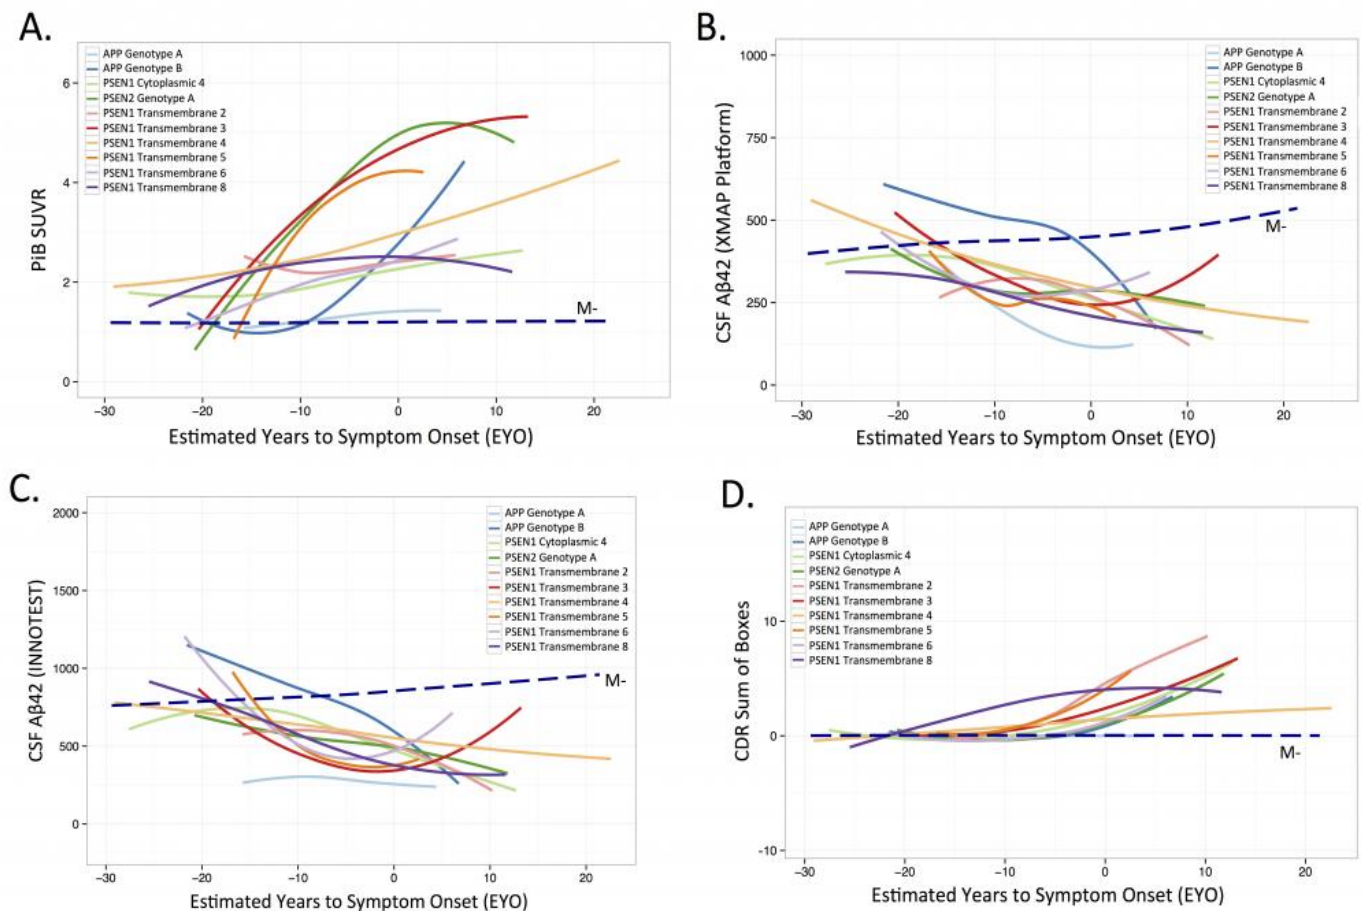 A.
PiB SUVR
6
4
2
0
APP Genotype A
APP Genotype B
PSEN1 Cytoplasmic 4
PSEN2 Genotype A
PSEN1 Transmembrane 2
PSEN1 Transmembrane 3
PSEN1 Transmembrane 4
PSEN1 Transmembrane 5
PSEN1 Transmembrane 6
PSEN1 Transmembrane 8
M-
−30 −20 −10 0 10 20
Estimated Years to Symptom Onset (EYO)
B.
CSF Aβ42 (XMAP Platform)
1000
750
500
250
0
APP Genotype A
APP Genotype B
PSEN1 Cytoplasmic 4
PSEN2 Genotype A
PSEN1 Transmembrane 2
PSEN1 Transmembrane 3
PSEN1 Transmembrane 4
PSEN1 Transmembrane 5
PSEN1 Transmembrane 6
PSEN1 Transmembrane 8
M-
−30 −20 −10 0 10 20
Estimated Years to Symptom Onset (EYO)
C.
CSF Aβ42 (INNOTEST)
2000
1500
1000
500
0
APP Genotype A
APP Genotype B
PSEN1 Cytoplasmic 4
PSEN2 Genotype A
PSEN1 Transmembrane 2
PSEN1 Transmembrane 3
PSEN1 Transmembrane 4
PSEN1 Transmembrane 5
PSEN1 Transmembrane 6
PSEN1 Transmembrane 8
M-
−30 −20 −10 0 10 20
Estimated Years to Symptom Onset (EYO)
D.
CDR Sum of Boxes
10
0
-10
APP Genotype A
APP Genotype B
PSEN1 Cytoplasmic 4
PSEN2 Genotype A
PSEN1 Transmembrane 2
PSEN1 Transmembrane 3
PSEN1 Transmembrane 4
PSEN1 Transmembrane 5
PSEN1 Transmembrane 6
PSEN1 Transmembrane 8
M-
−30 −20 −10 0 10 20
Estimated Years to Symptom Onset (EYO)